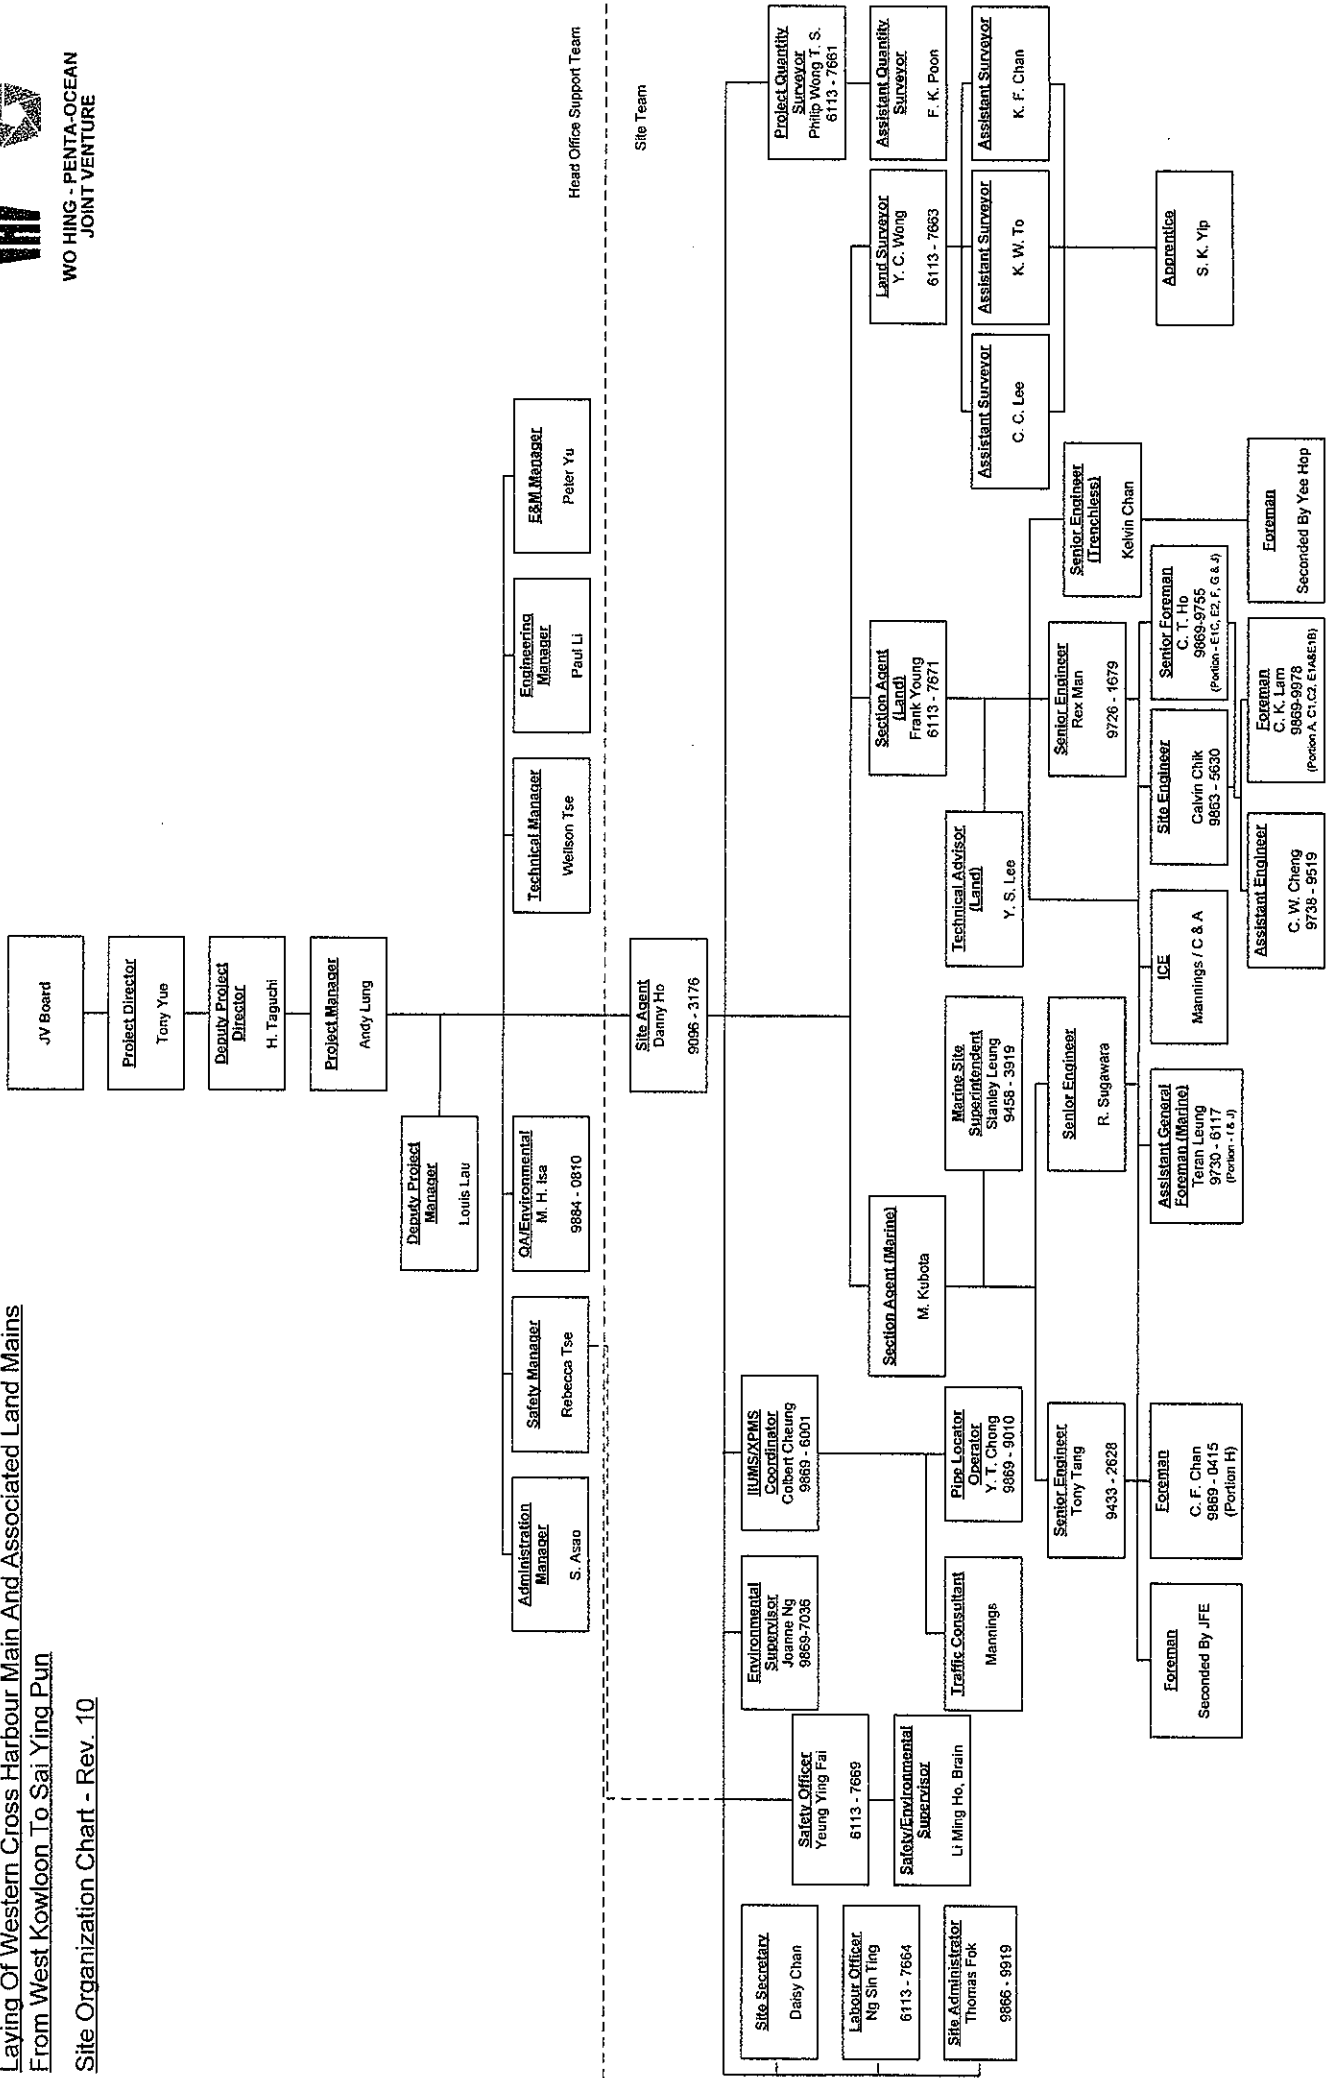 Laying Of Western Cross Harbour Main And Associated Land Mains
From West Kowloon To Sai Ying Pun
Site Organization Chart - Rev. 10
WO HING - PENTA-OCEAN
JOINT VENTURE
JV Board
Project Director
Tony Yue
Deputy Project
Director
H. Taguchi
Project Manager
Andy Lung
Deputy Project
Manager
Louis Lau
Administration
Manager
S. Asao
Safety Manager
Rebecca Tse
QA/Environmental
M. H. Isa
9884 - 0810
Technical Manager
Wellson Tse
Engineering
Manager
Paul Li
E&M Manager
Peter Yu
Head Office Support Team
Site Team
Site Agent
Danny Ho
9096 - 3176
Site Secretary
Daisy Chan
Labour Officer
Ng Sin Ting
6113 - 7664
Site Administrator
Thomas Fok
9866 - 9919
Safety Officer
Yeung Ying Fai
6113 - 7669
Safety/Environmental
Supervisor
Li Ming Ho, Brain
Environmental
Supervisor
Joanne Ng
9869-7036
IIUMS/XPMS
Coordinator
Colbert Cheung
9869 - 6001
Traffic Consultant
Mannings
Pipe Locator
Operator
Y. T. Chong
9869 - 9010
Project Quantity
Surveyor
Philip Wong T. S.
6113 - 7661
Assistant Quantity
Surveyor
F. K. Poon
Section Agent (Marine)
M. Kubota
Section Agent
(Land)
Frank Young
6113 - 7671
Land Surveyor
Y. C. Wong
6113 - 7663
Marine Site
Superintendent
Stanley Leung
9458 - 3919
Technical Advisor
(Land)
Y. S. Lee
Assistant Surveyor
C. C. Lee
Assistant Surveyor
K. W. To
Assistant Surveyor
K. F. Chan
Apprentice
S. K. Yip
Senior Engineer
Tony Tang
9433 - 2628
Senior Engineer
R. Sugawara
Senior Engineer
Rex Man
9726 - 1679
Senior Engineer
(Trenchless)
Kelvin Chan
Foreman
Seconded By JFE
Foreman
C. F. Chan
9869 - 0415
(Portion H)
Assistant General
Foreman (Marine)
Teran Leung
9730 - 6117
(Portion - I & J)
ICE
Mannings / C & A
Site Engineer
Calvin Chik
9863 - 5630
Senior Foreman
C. T. Ho
9869-9755
(Portion - E1C, E2, F, G & J)
Assistant Engineer
C. W. Cheng
9738 - 9519
Foreman
C. K. Lam
9869-9978
(Portion A, C1,C2, E1A&E1B)
Foreman
Seconded By Yee Hop